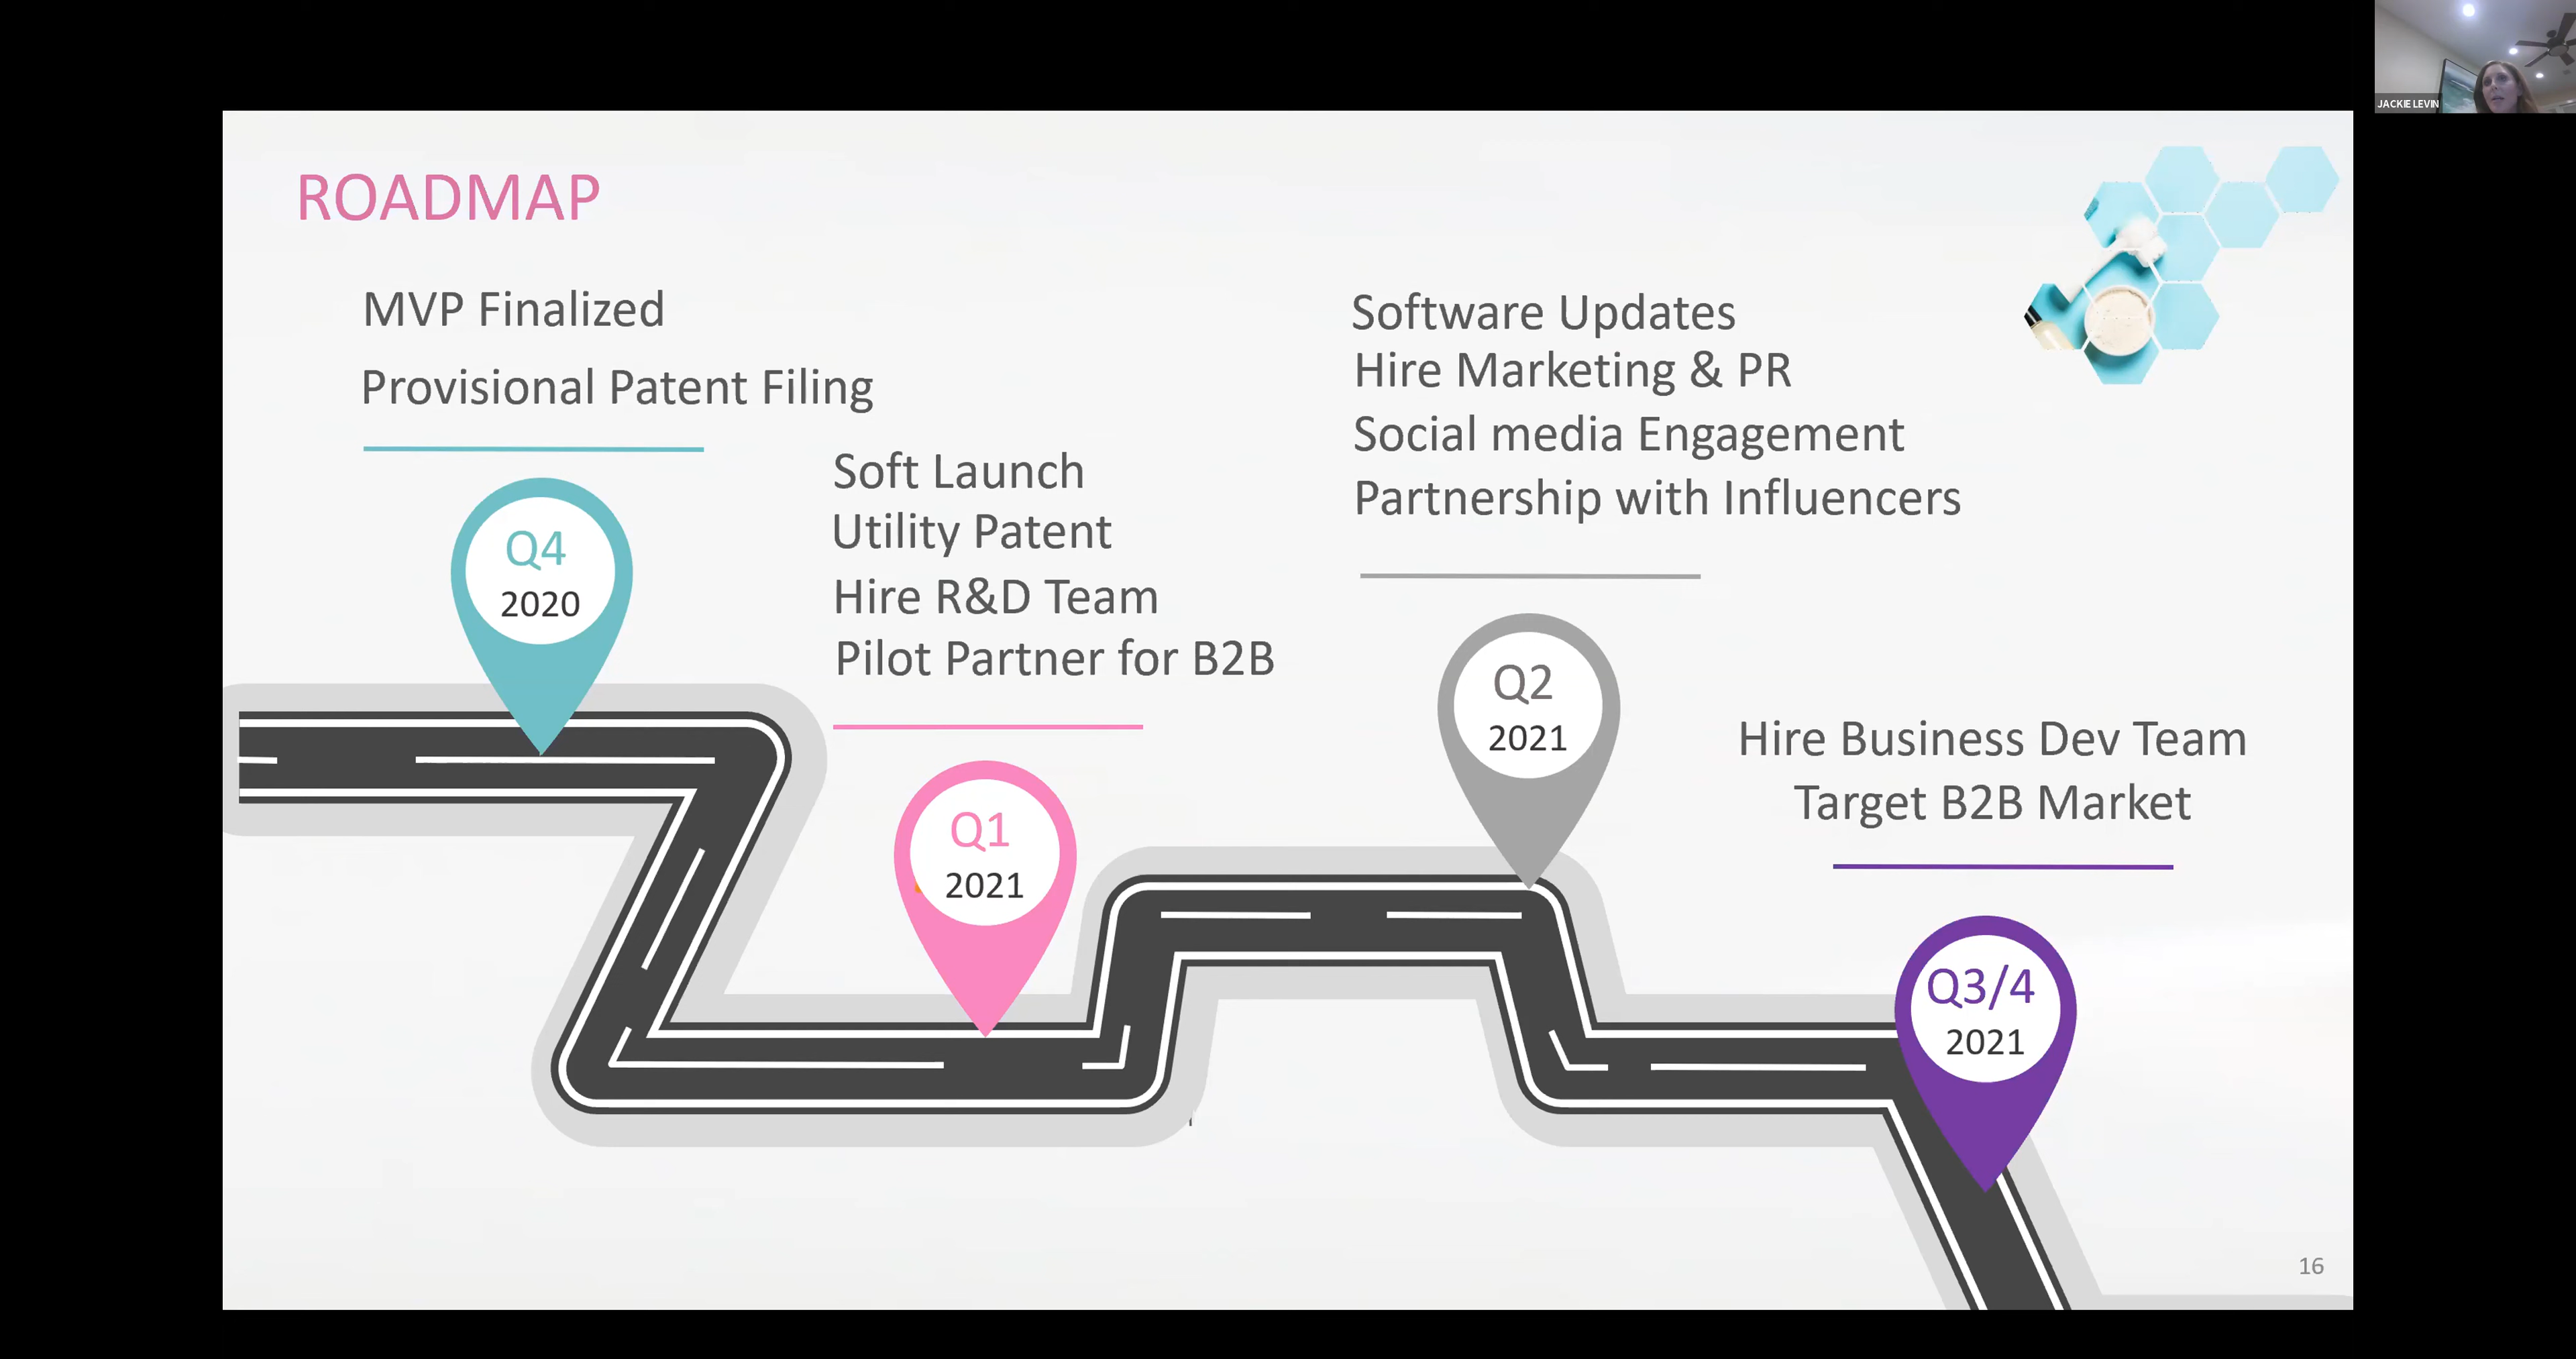 JACKIE LEVIN
ROADMAP
MVP Finalized
Provisional Patent Filing
Q4
2020
Soft Launch
Utility Patent
Hire R&D Team
Pilot Partner for B2B
Q1
2021
Software Updates
Hire Marketing & PR
Social media Engagement
Partnership with Influencers
Q2
2021
Hire Business Dev Team
Target B2B Market
Q3/4
2021
16